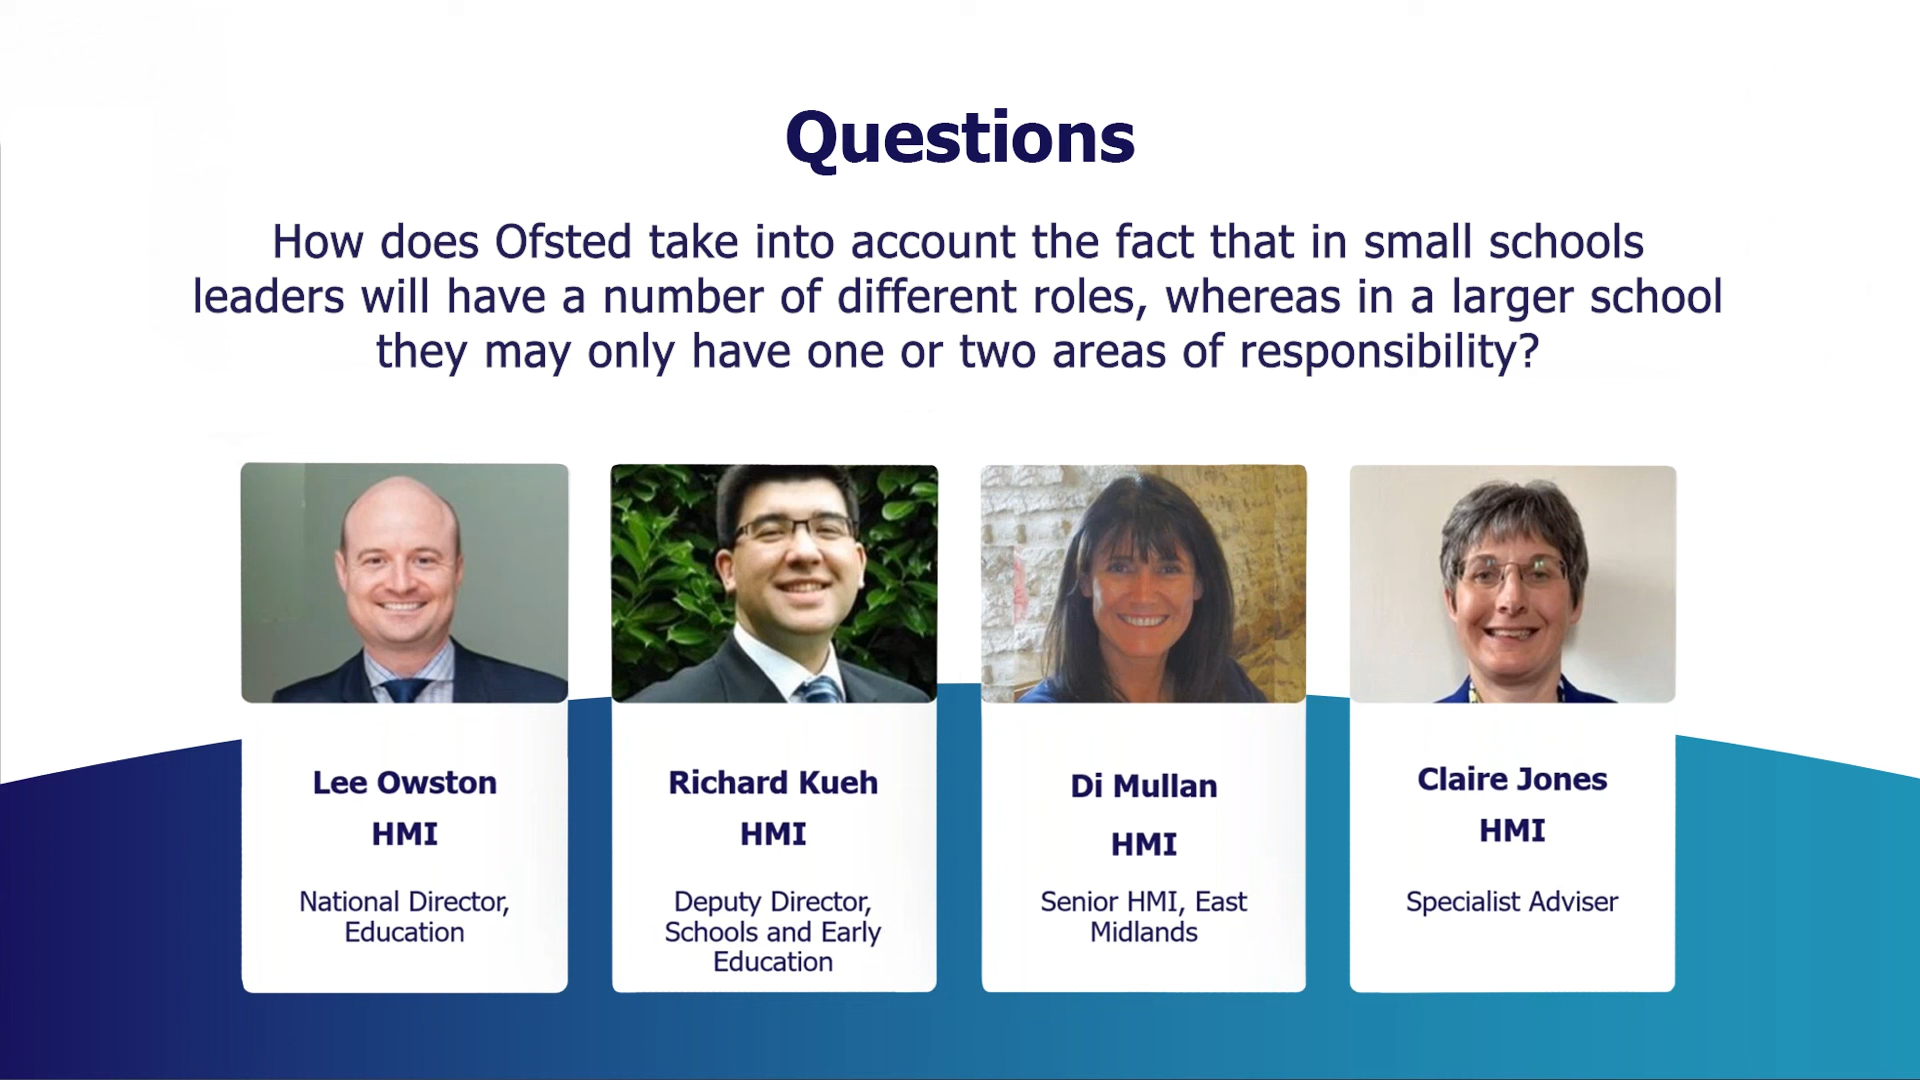 Questions
How does Ofsted take into account the fact that in small schools
leaders will have a number of different roles, whereas in a larger school
they may only have one or two areas of responsibility?
Lee Owston
HMI
National Director,
Education
Richard Kueh
HMI
Deputy Director,
Schools and Early
Education
Di Mullan
HMI
Senior HMI, East
Midlands
Claire Jones
HMI
Specialist Adviser